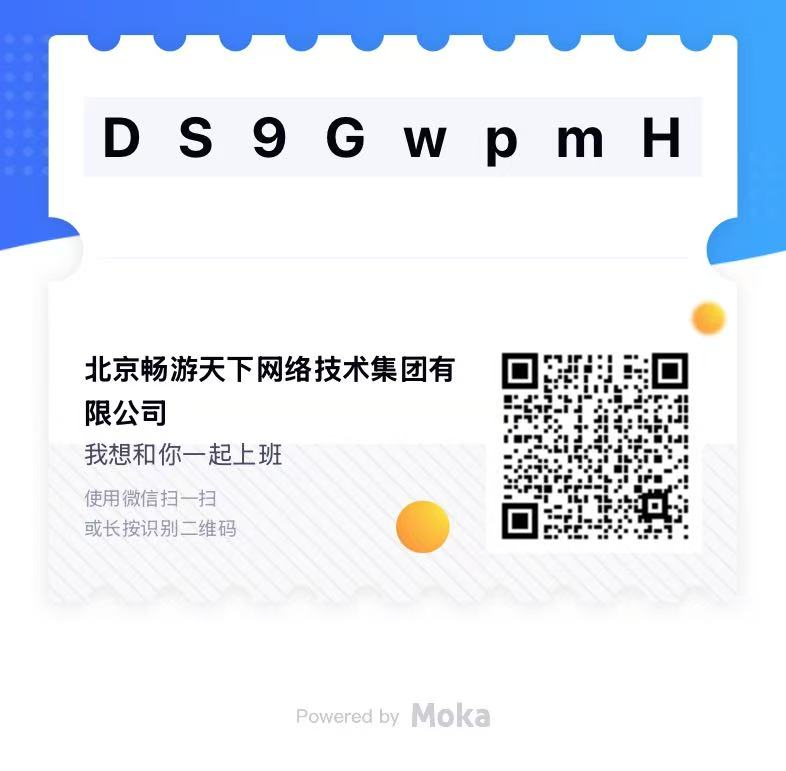 DS9GwpmH
北京畅游天下网络技术集团有
限公司
我想和你一起上班
使用微信扫一扫
或长按识别二维码
Powered by Moka